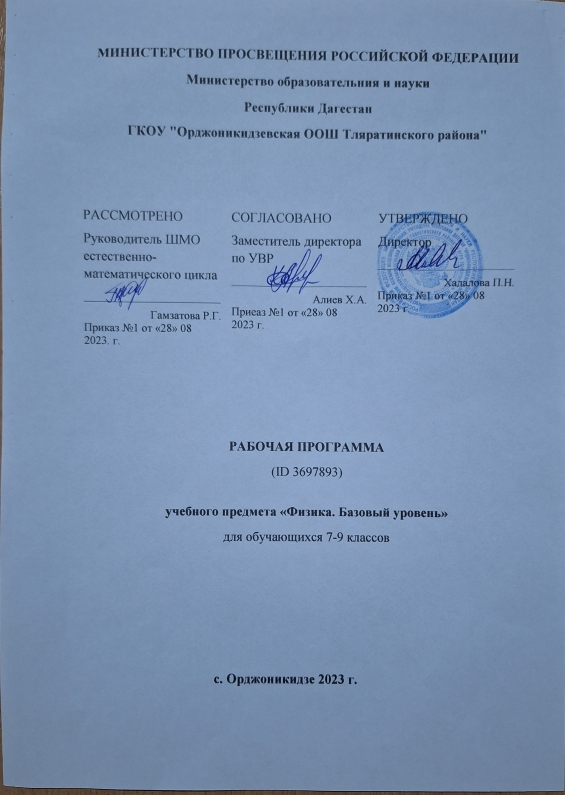 МИНИСТЕРСТВО ПРОСВЕЩЕНИЯ РОССИЙСКОЙ ФЕДЕРАЦИИ
Министерство образовательния и науки
Республики Дагестан
ГКОУ "Орджоникидзевская ООШ Тляратинского района"
РАССМОТРЕНО
Руководитель ШМО
естественно-
математического цикла
Гамзатова Р.Г.
Приказ №1 от «28» 08
2023. г.
СОГЛАСОВАНО
Заместитель директора
по УВР
Алиев Х.А.
Приеаз №1 от «28» 08
2023 г.
УТВЕРЖДЕНО
Директор
Халалова П.Н.
Приказ №1 от «28» 08
2023 г.
РАБОЧАЯ ПРОГРАММА
(ID 3697893)
учебного предмета «Физика. Базовый уровень»
для обучающихся 7-9 классов
с. Орджоникидзе 2023 г.